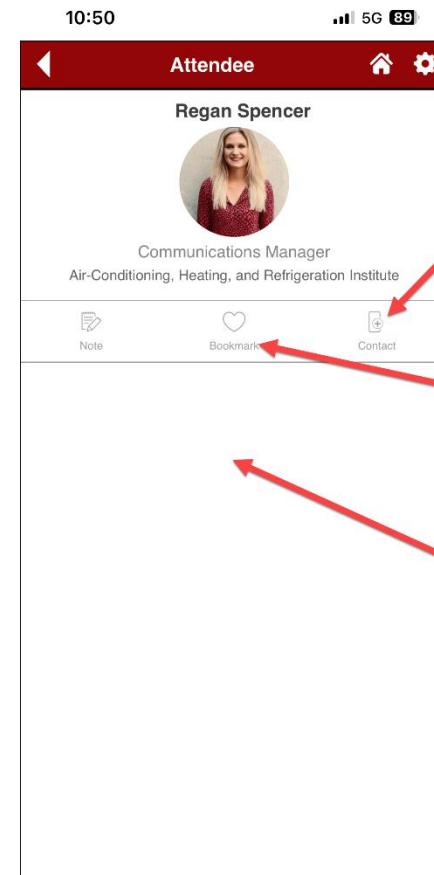 10:50 5G 89
Attendee
Regan Spencer
Communications Manager
Air-Conditioning, Heating, and Refrigeration Institute
Note Bookmark Contact